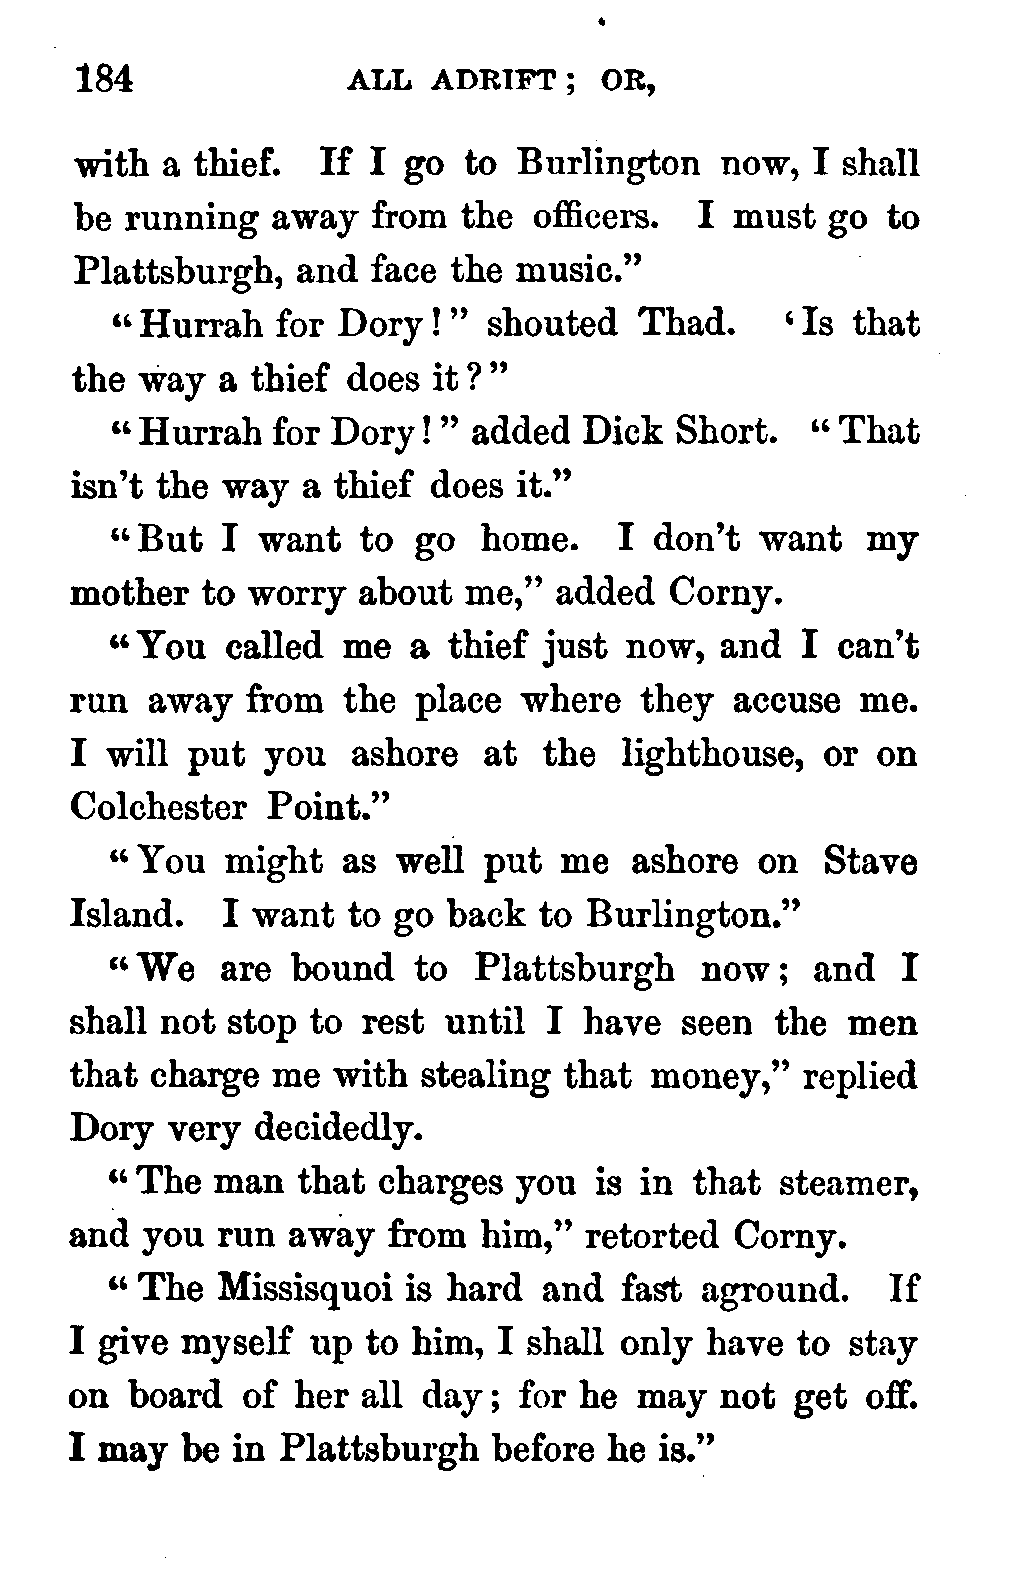 184 ALL ADRIFT; OR,
with a thief. If I go to Burlington now, I shall
be running away from the officers. I must go to
Plattsburgh, and face the music.”
“Hurrah for Dory!” shouted Thad. ‘Is that
the way a thief does it?”
“Hurrah for Dory!” added Dick Short. “That
isn’t the way a thief does it.”
“But I want to go home. I don’t want my
mother to worry about me,” added Corny.
“You called me a thief just now, and I can’t
run away from the place where they accuse me.
I will put you ashore at the lighthouse, or on
Colchester Point.”
“You might as well put me ashore on Stave
Island. I want to go back to Burlington.”
“We are bound to Plattsburgh now; and I
shall not stop to rest until I have seen the men
that charge me with stealing that money,” replied
Dory very decidedly.
“The man that charges you is in that steamer,
and you run away from him,” retorted Corny.
“The Missisquoi is hard and fast aground. If
I give myself up to him, I shall only have to stay
on board of her all day; for he may not get off.
I may be in Plattsburgh before he is.”